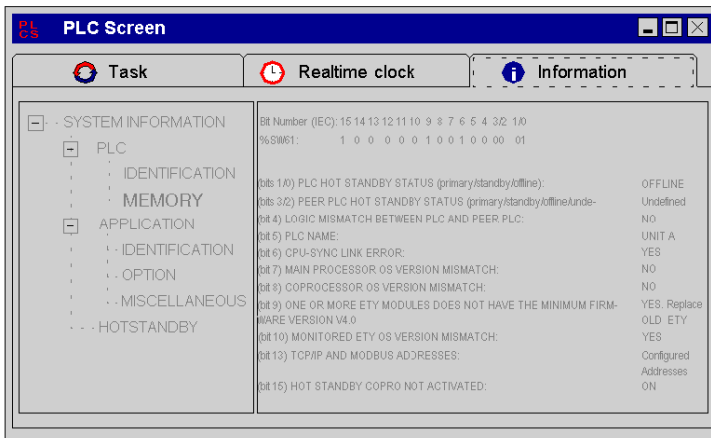 PLCS PLC Screen
Task
Realtime clock
i Information
SYSTEM INFORMATION
PLC
IDENTIFICATION
MEMORY
APPLICATION
IDENTIFICATION
OPTION
MISCELLANEOUS
HOTSTANDBY
Bit Number (IEC): 15 14 13 12 11 10 9 8 7 6 5 4 3/2 1/0
%SW61: 1 0 0 0 0 0 1 0 0 1 0 0 00 01
(bits 1/0) PLC HOT STANDBY STATUS (primary/standby/offline): OFFLINE
(bits 3/2) PEER PLC HOT STANDBY STATUS (primary/standby/offline/unde- Undefined
(bit 4) LOGIC MISMATCH BETWEEN PLC AND PEER PLC: NO
(bit 5) PLC NAME: UNIT A
(bit 6) CPU-SYNC LINK ERROR: YES
(bit 7) MAIN PROCESSOR OS VERSION MISMATCH: NO
(bit 8) COPROCESSOR OS VERSION MISMATCH: NO
(bit 9) ONE OR MORE ETY MODULES DOES NOT HAVE THE MINIMUM FIRM- YES. Replace
WARE VERSION V4.0 OLD ETY
(bit 10) MONITORED ETY OS VERSION MISMATCH: YES
(bit 13) TCP/IP AND MODBUS ADDRESSES: Configured
Addresses
(bit 15) HOT STANDBY COPRO NOT ACTIVATED: ON